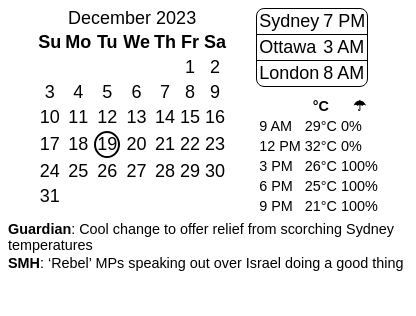 December 2023
Su Mo Tu We Th Fr Sa
1 2
3 4 5 6 7 8 9
10 11 12 13 14 15 16
17 18 19 20 21 22 23
24 25 26 27 28 29 30
31
Sydney 7 PM
Ottawa 3 AM
London 8 AM
°C ☂
9 AM 29°C 0%
12 PM 32°C 0%
3 PM 26°C 100%
6 PM 25°C 100%
9 PM 21°C 100%
Guardian: Cool change to offer relief from scorching Sydney
temperatures
SMH: ‘Rebel’ MPs speaking out over Israel doing a good thing